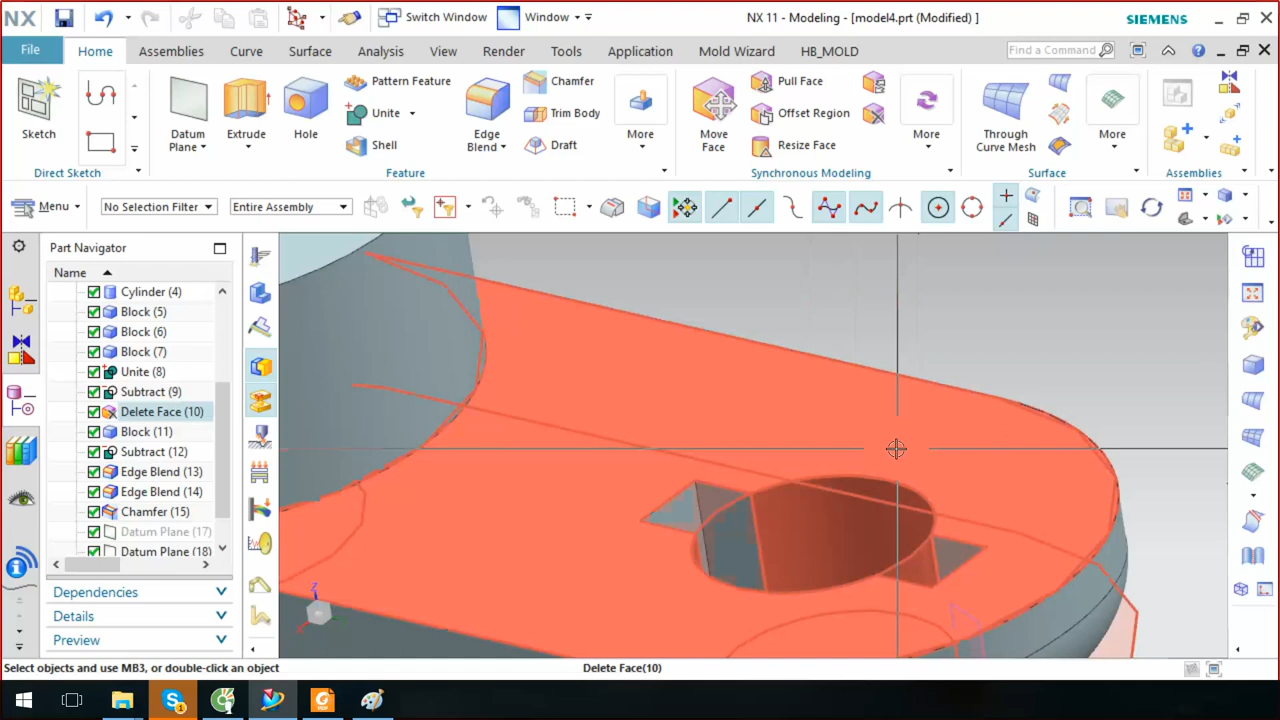 NX
Switch Window
Window
NX 11 - Modeling - [model4.prt (Modified) ]
SIEMENS
File
Home
Assemblies
Curve
Surface
Analysis
View
Render
Tools
Application
Mold Wizard
HB_MOLD
Find a Command
Sketch
Direct Sketch
Datum
Plane
Extrude
Hole
Pattern Feature
Unite
Shell
Edge
Blend
Chamfer
Trim Body
Draft
More
Feature
Move
Face
Pull Face
Offset Region
Resize Face
More
Synchronous Modeling
Through
Curve Mesh
More
Surface
Assemblies
Menu
No Selection Filter
Entire Assembly
Part Navigator
Name
Cylinder (4)
Block (5)
Block (6)
Block (7)
Unite (8)
Subtract (9)
Delete Face (10)
Block (11)
Subtract (12)
Edge Blend (13)
Edge Blend (14)
Chamfer (15)
Datum Plane (17)
Datum Plane (18)
Dependencies
Details
Preview
Z
X
Select objects and use MB3, or double-click an object
Delete Face(10)